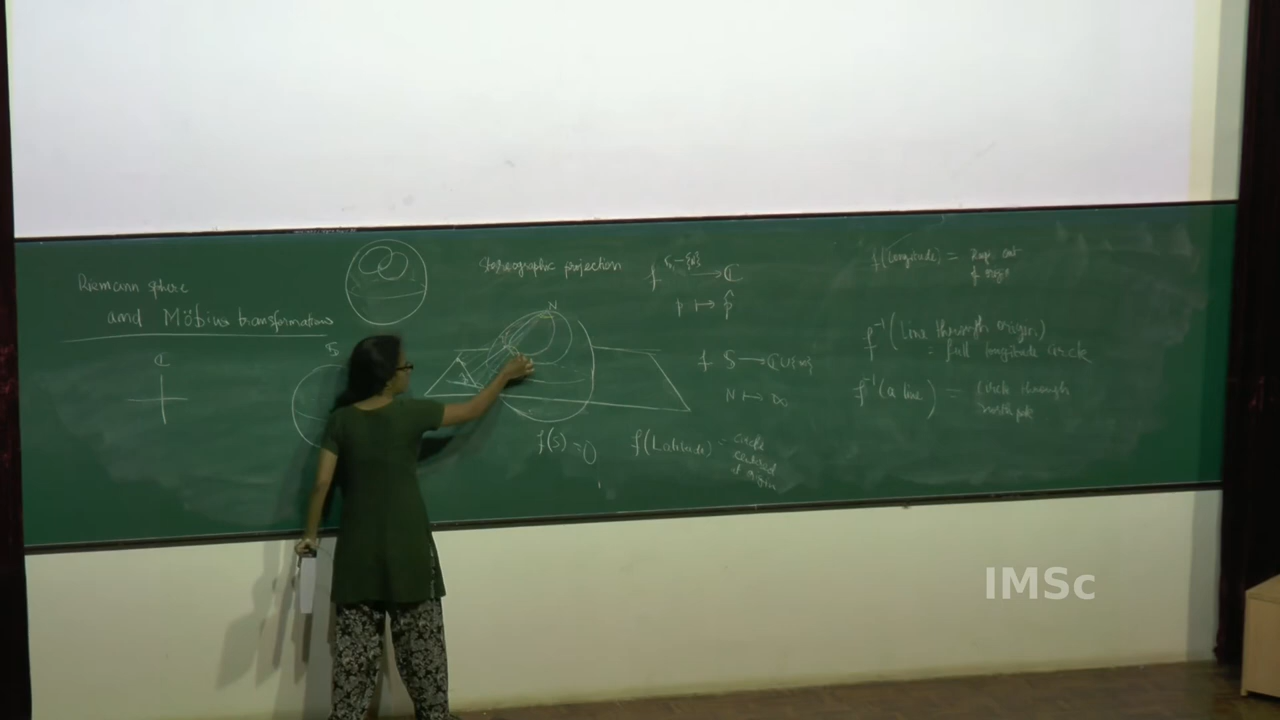 Riemann sphere
and Möbius transformations
ℂ
S
Stereographic projection
N
f(s) = 0
f S₁-{N} → ℂ
p ↦ p̂
f S → ℂ∪{∞}
N ↦ ∞
f(Latitude) = circle
centred
at origin
f(Longitude) = rays out
of origin
f⁻¹(line through origin)
= full longitude circle
f⁻¹(a line) = circle through
north pole
IMSc